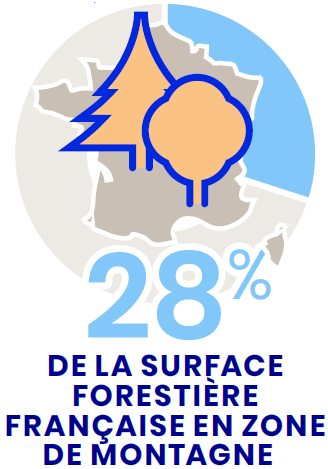 28%
DE LA SURFACE
FORESTIÈRE
FRANÇAISE EN ZONE
DE MONTAGNE